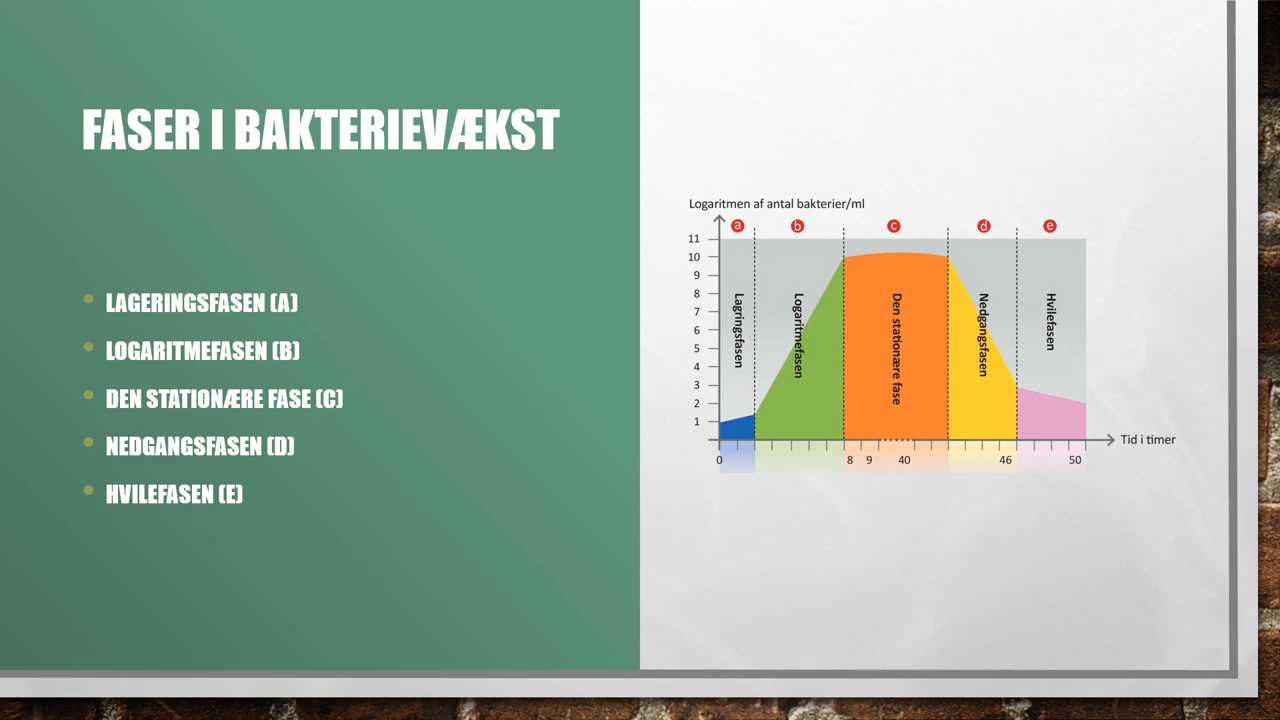 FASER I BAKTERIEVÆKST
LAGERINGSFASEN (A)
LOGARITMEFASEN (B)
DEN STATIONÆRE FASE (C)
NEDGANGSFASEN (D)
HVILEFASEN (E)
Logaritmen af antal bakterier/ml
a b c d e
11
10
9
8
7
6
5
4
3
2
1
Lagringsfasen
Logaritmefasen
Den stationære fase
Nedgangsfasen
Hvilefasen
Tid i timer
0 8 9 40 46 50